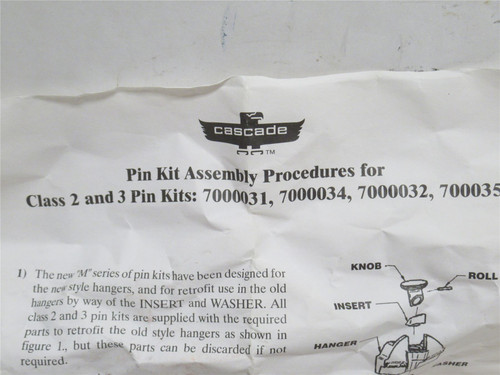 cascade
TM
Pin Kit Assembly Procedures for
Class 2 and 3 Pin Kits: 7000031, 7000034, 7000032, 700035
1) The new 'M' series of pin kits have been designed for
the new style hangers, and for retrofit use in the old
hangers by way of the INSERT and WASHER. All
class 2 and 3 pin kits are supplied with the required
parts to retrofit the old style hangers as shown in
figure 1., but these parts can be discarded if not
required.
KNOB
ROLL
INSERT
HANGER
ASHER